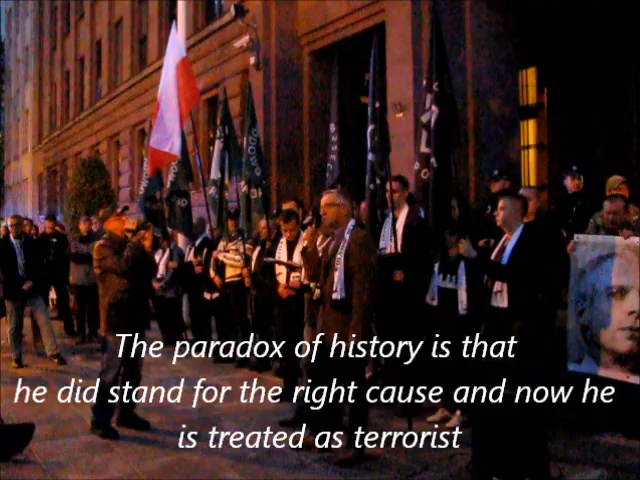 The paradox of history is that
he did stand for the right cause and now he
is treated as terrorist